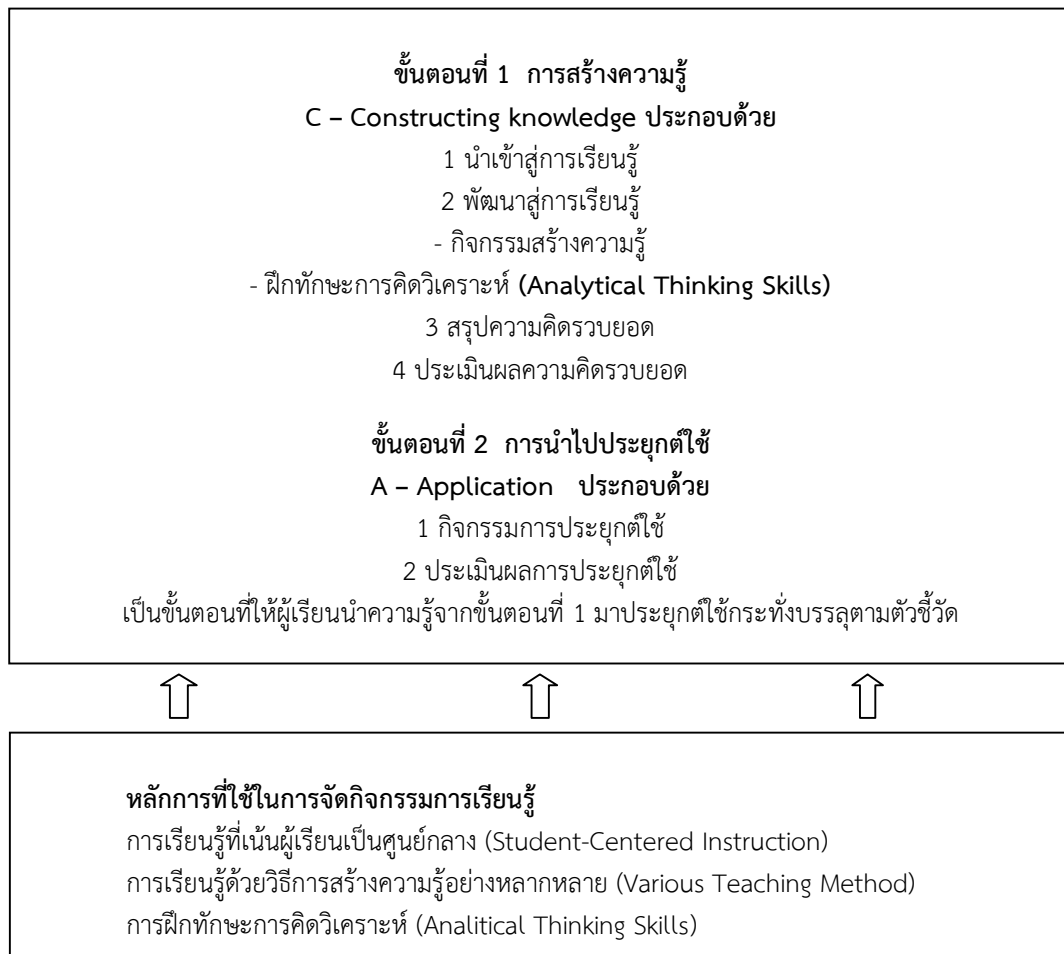 ขั้นตอนที่ 1 การสร้างความรู้
C – Constructing knowledge ประกอบด้วย
1 นำเข้าสู่การเรียนรู้
2 พัฒนาสู่การเรียนรู้
- กิจกรรมสร้างความรู้
- ฝึกทักษะการคิดวิเคราะห์ (Analytical Thinking Skills)
3 สรุปความคิดรวบยอด
4 ประเมินผลความคิดรวบยอด
ขั้นตอนที่ 2 การนำไปประยุกต์ใช้
A – Application ประกอบด้วย
1 กิจกรรมการประยุกต์ใช้
2 ประเมินผลการประยุกต์ใช้
เป็นขั้นตอนที่ให้ผู้เรียนนำความรู้จากขั้นตอนที่ 1 มาประยุกต์ใช้กระทั่งบรรลุตามตัวชี้วัด
หลักการที่ใช้ในการจัดกิจกรรมการเรียนรู้
การเรียนรู้ที่เน้นผู้เรียนเป็นศูนย์กลาง (Student-Centered Instruction)
การเรียนรู้ด้วยวิธีการสร้างความรู้อย่างหลากหลาย (Various Teaching Method)
การฝึกทักษะการคิดวิเคราะห์ (Analitical Thinking Skills)